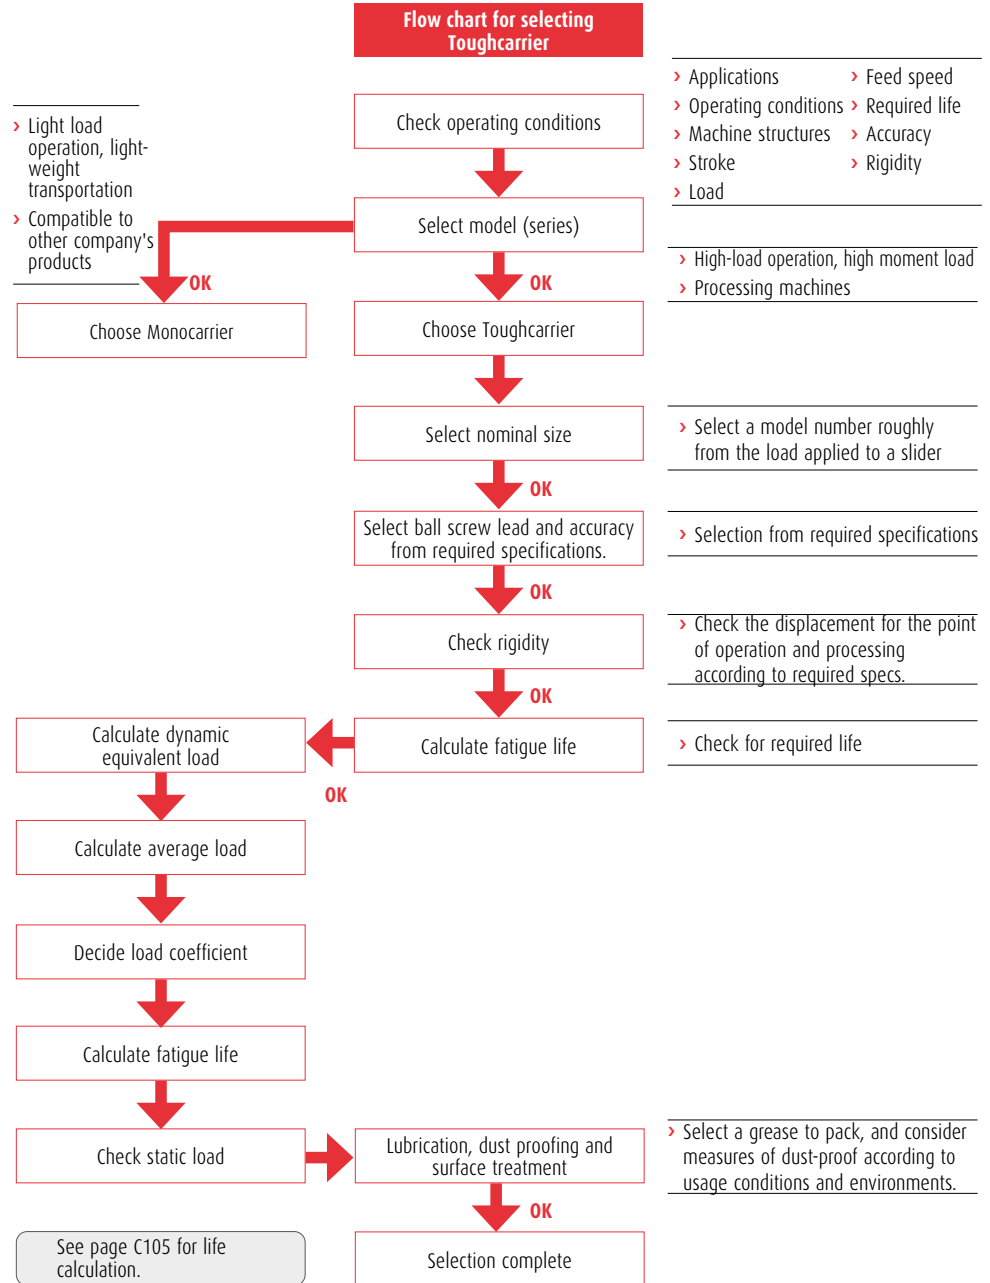 Flow chart for selecting
Toughcarrier
Check operating conditions
› Applications
› Operating conditions
› Machine structures
› Stroke
› Load
› Feed speed
› Required life
› Accuracy
› Rigidity
› Light load
operation, light-
weight
transportation
› Compatible to
other company's
products
Select model (series)
OK
OK
› High-load operation, high moment load
› Processing machines
Choose Monocarrier
Choose Toughcarrier
Select nominal size
› Select a model number roughly
from the load applied to a slider
OK
Select ball screw lead and accuracy
from required specifications.
› Selection from required specifications
OK
Check rigidity
› Check the displacement for the point
of operation and processing
according to required specs.
OK
Calculate fatigue life
› Check for required life
Calculate dynamic
equivalent load
OK
Calculate average load
Decide load coefficient
Calculate fatigue life
Check static load
Lubrication, dust proofing and
surface treatment
› Select a grease to pack, and consider
measures of dust-proof according to
usage conditions and environments.
OK
See page C105 for life
calculation.
Selection complete